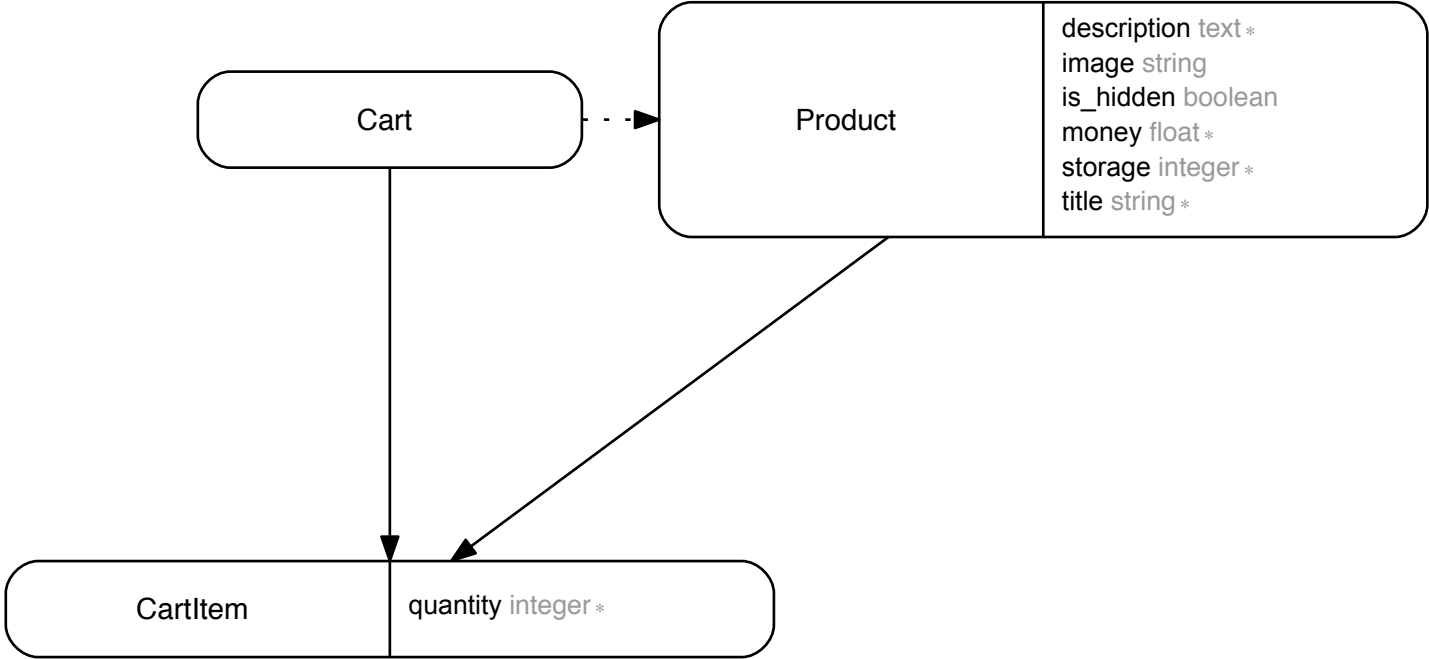 Cart
Product
description text *
image string
is_hidden boolean
money float *
storage integer *
title string *
CartItem
quantity integer *